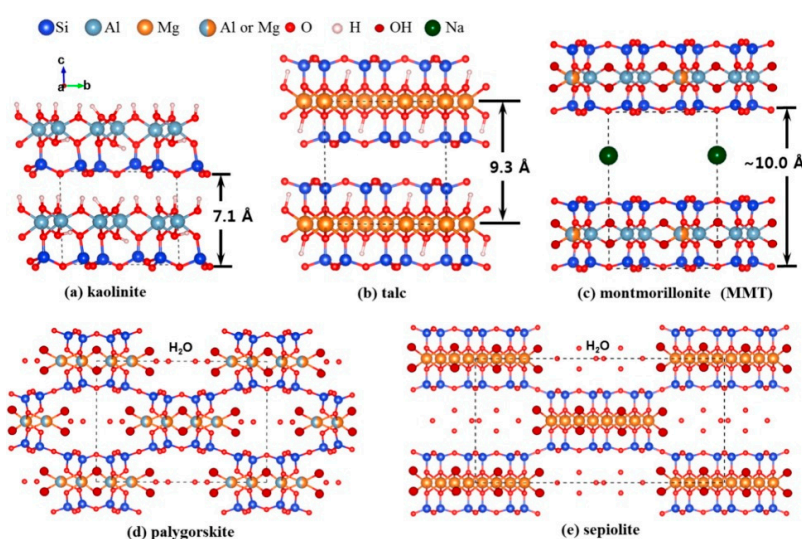 Si Al Mg Al or Mg O H OH Na
c
a b
7.1 Å
9.3 Å
~10.0 Å
(a) kaolinite
(b) talc
(c) montmorillonite (MMT)
H₂O
H₂O
(d) palygorskite
(e) sepiolite